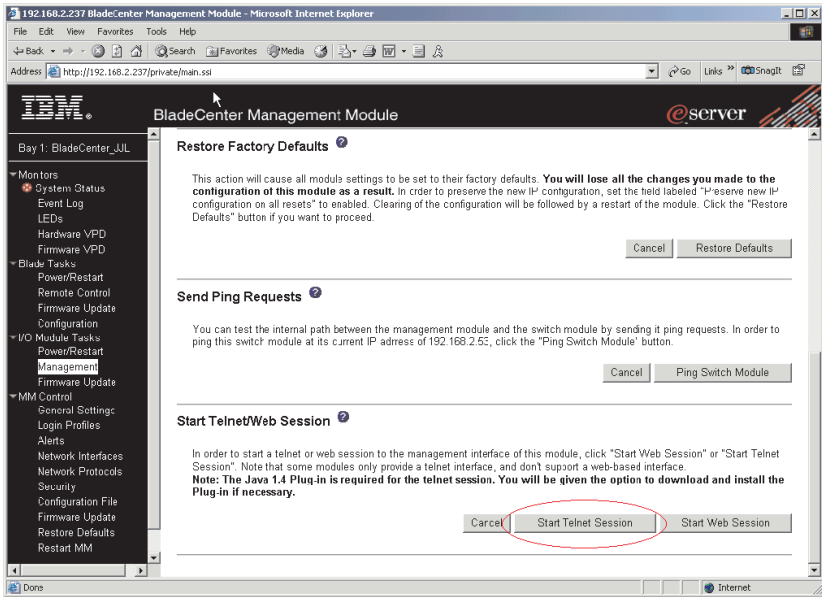 192.168.2.237 BladeCenter Management Module - Microsoft Internet Explorer
File Edit View Favorites Tools Help
Back Search Favorites Media
Address http://192.168.2.237/private/main.ssi Go Links » SnagIt
IBM.
BladeCenter Management Module
@server
Bay 1: BladeCenter_JJL
Monitors
System Status
Event Log
LEDs
Hardware VPD
Firmware VPD
Blade Tasks
Power/Restart
Remote Control
Firmware Update
Configuration
I/O Module Tasks
Power/Restart
Management
Firmware Update
MM Control
General Settings
Login Profiles
Alerts
Network Interfaces
Network Protocols
Security
Configuration File
Firmware Update
Restore Defaults
Restart MM
Restore Factory Defaults ?
This action will cause all module settings to be set to their factory defaults. You will lose all the changes you made to the
configuration of this module as a result. In order to preserve the new IP configuration, set the field labeled "Preserve new IP
configuration on all resets" to enabled. Clearing of the configuration will be followed by a restart of the module. Click the "Restore
Defaults" button if you want to proceed.
Cancel Restore Defaults
Send Ping Requests ?
You can test the internal path between the management module and the switch module by sending it ping requests. In order to
ping this switch module at its current IP address of 192.168.2.53, click the "Ping Switch Module" button.
Cancel Ping Switch Module
Start Telnet/Web Session ?
In order to start a telnet or web session to the management interface of this module, click "Start Web Session" or "Start Telnet
Session". Note that some modules only provide a telnet interface, and don't support a web-based interface.
Note: The Java 1.4 Plug-in is required for the telnet session. You will be given the option to download and install the
Plug-in if necessary.
Cancel Start Telnet Session Start Web Session
Done Internet